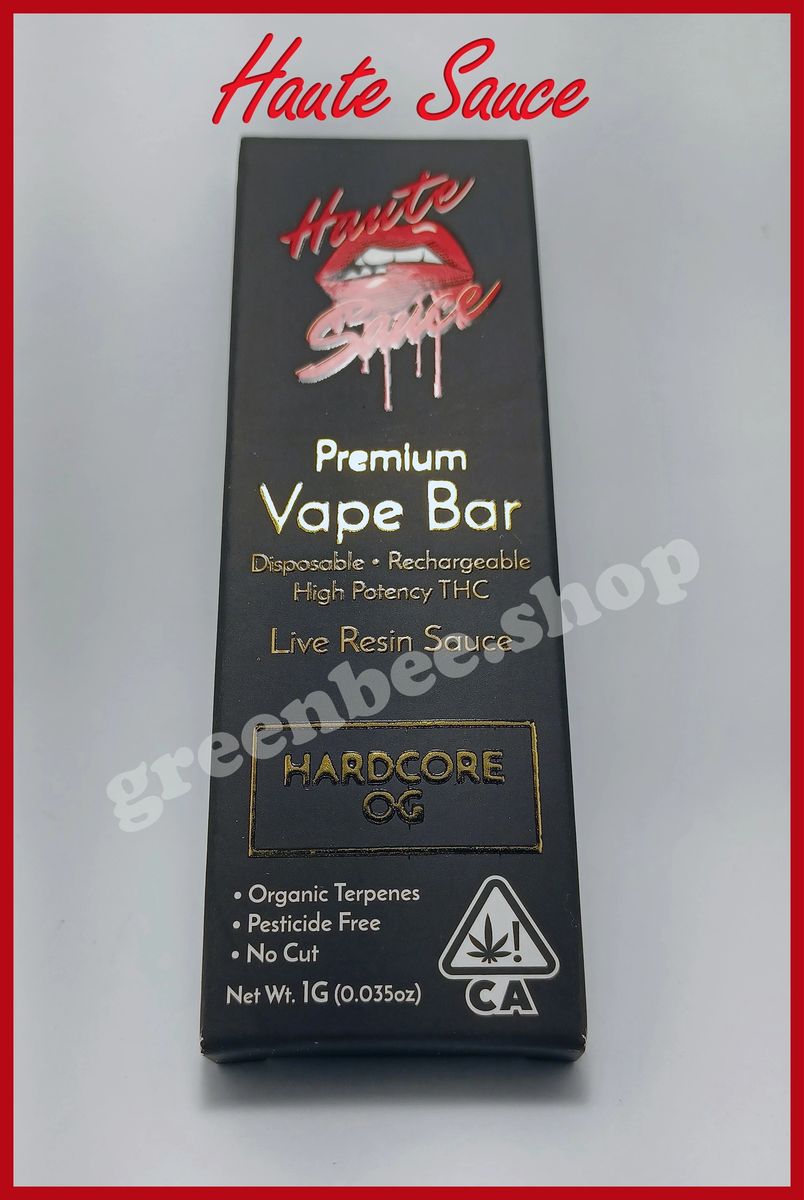 Haute Sauce
Haute
Sauce
Premium
Vape Bar
Disposable • Rechargeable
High Potency THC
Live Resin Sauce
greenbee.shop
HARDCORE
OG
• Organic Terpenes
• Pesticide Free
• No Cut
Net Wt. 1G (0.035oz)
!
CA